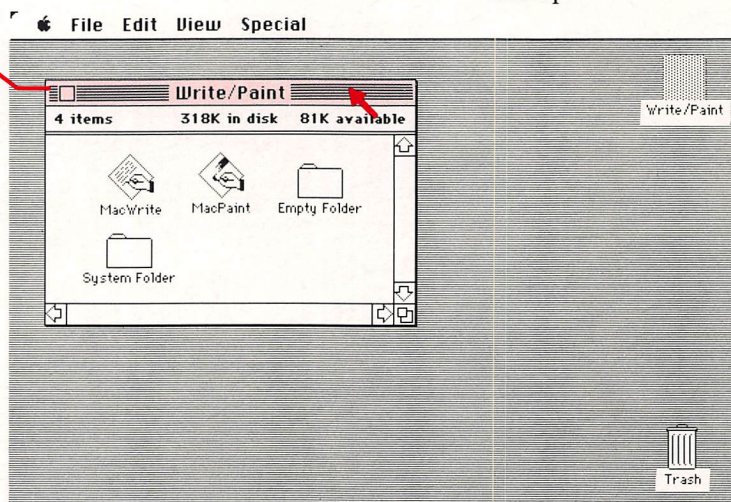 File Edit View Special
Write/Paint
4 items 318K in disk 81K available
MacWrite MacPaint Empty Folder
System Folder
Write/Paint
Trash